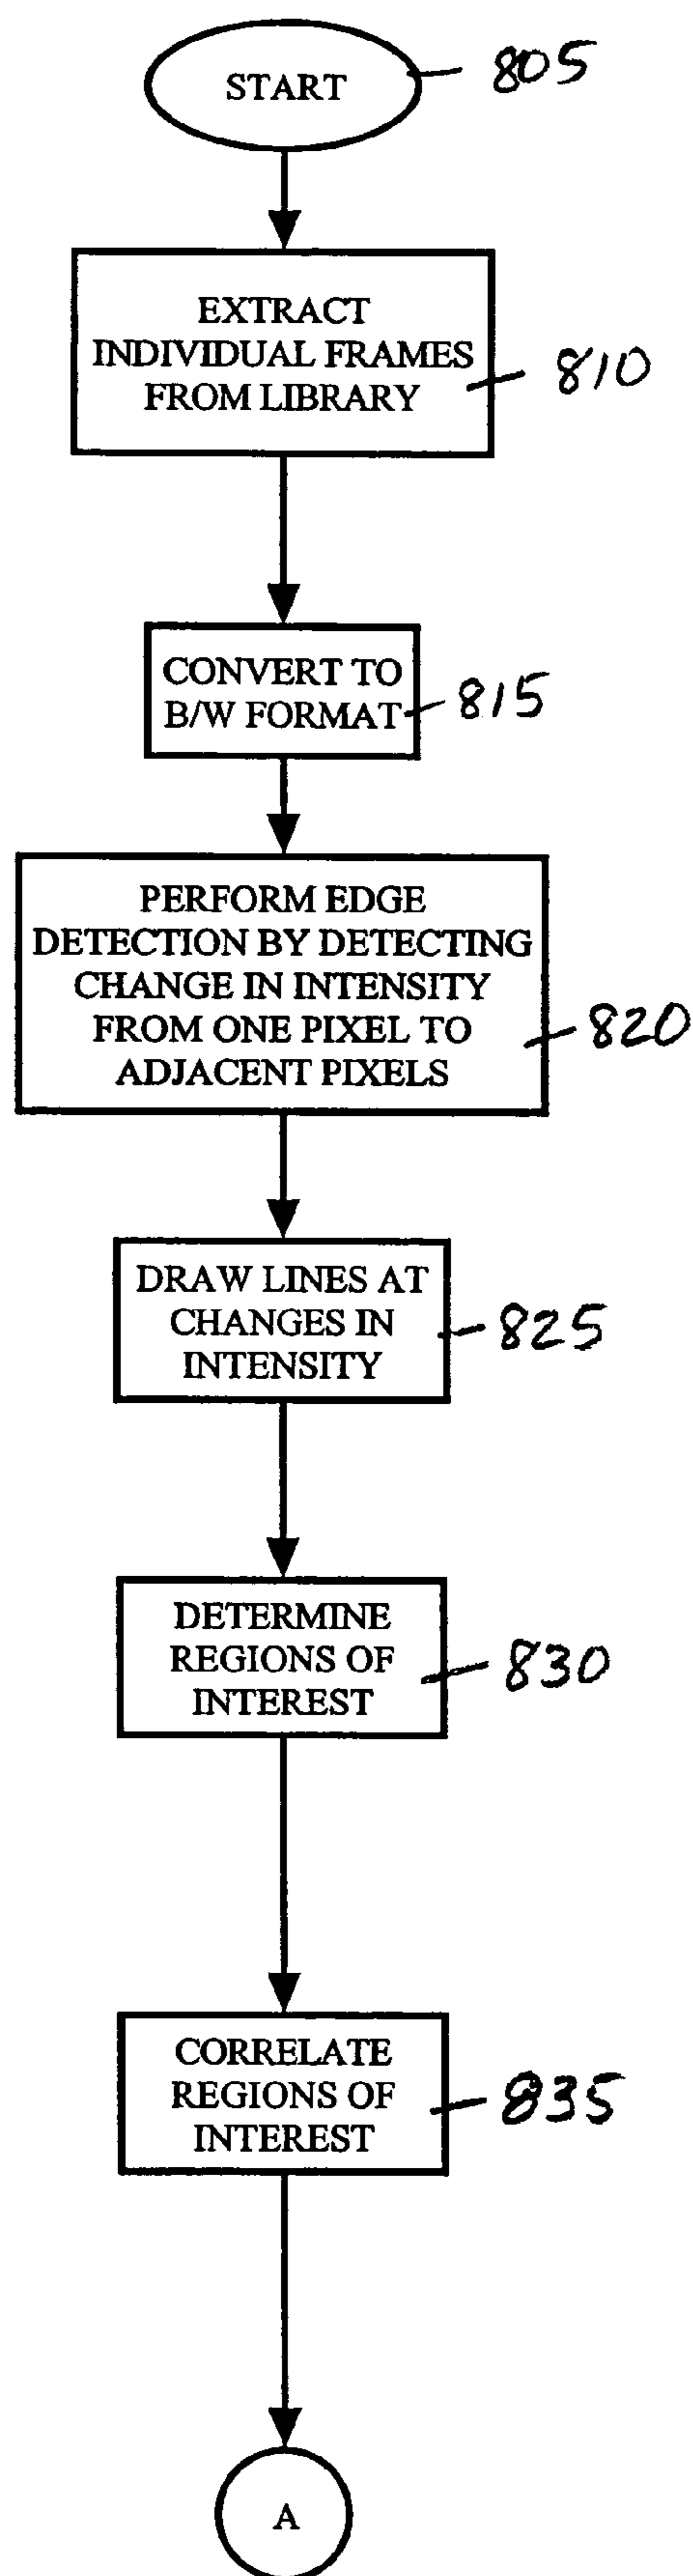 START
805
EXTRACT
INDIVIDUAL FRAMES
FROM LIBRARY
810
CONVERT TO
B/W FORMAT
815
PERFORM EDGE
DETECTION BY DETECTING
CHANGE IN INTENSITY
FROM ONE PIXEL TO
ADJACENT PIXELS
820
DRAW LINES AT
CHANGES IN
INTENSITY
825
DETERMINE
REGIONS OF
INTEREST
830
CORRELATE
REGIONS OF
INTEREST
835
A